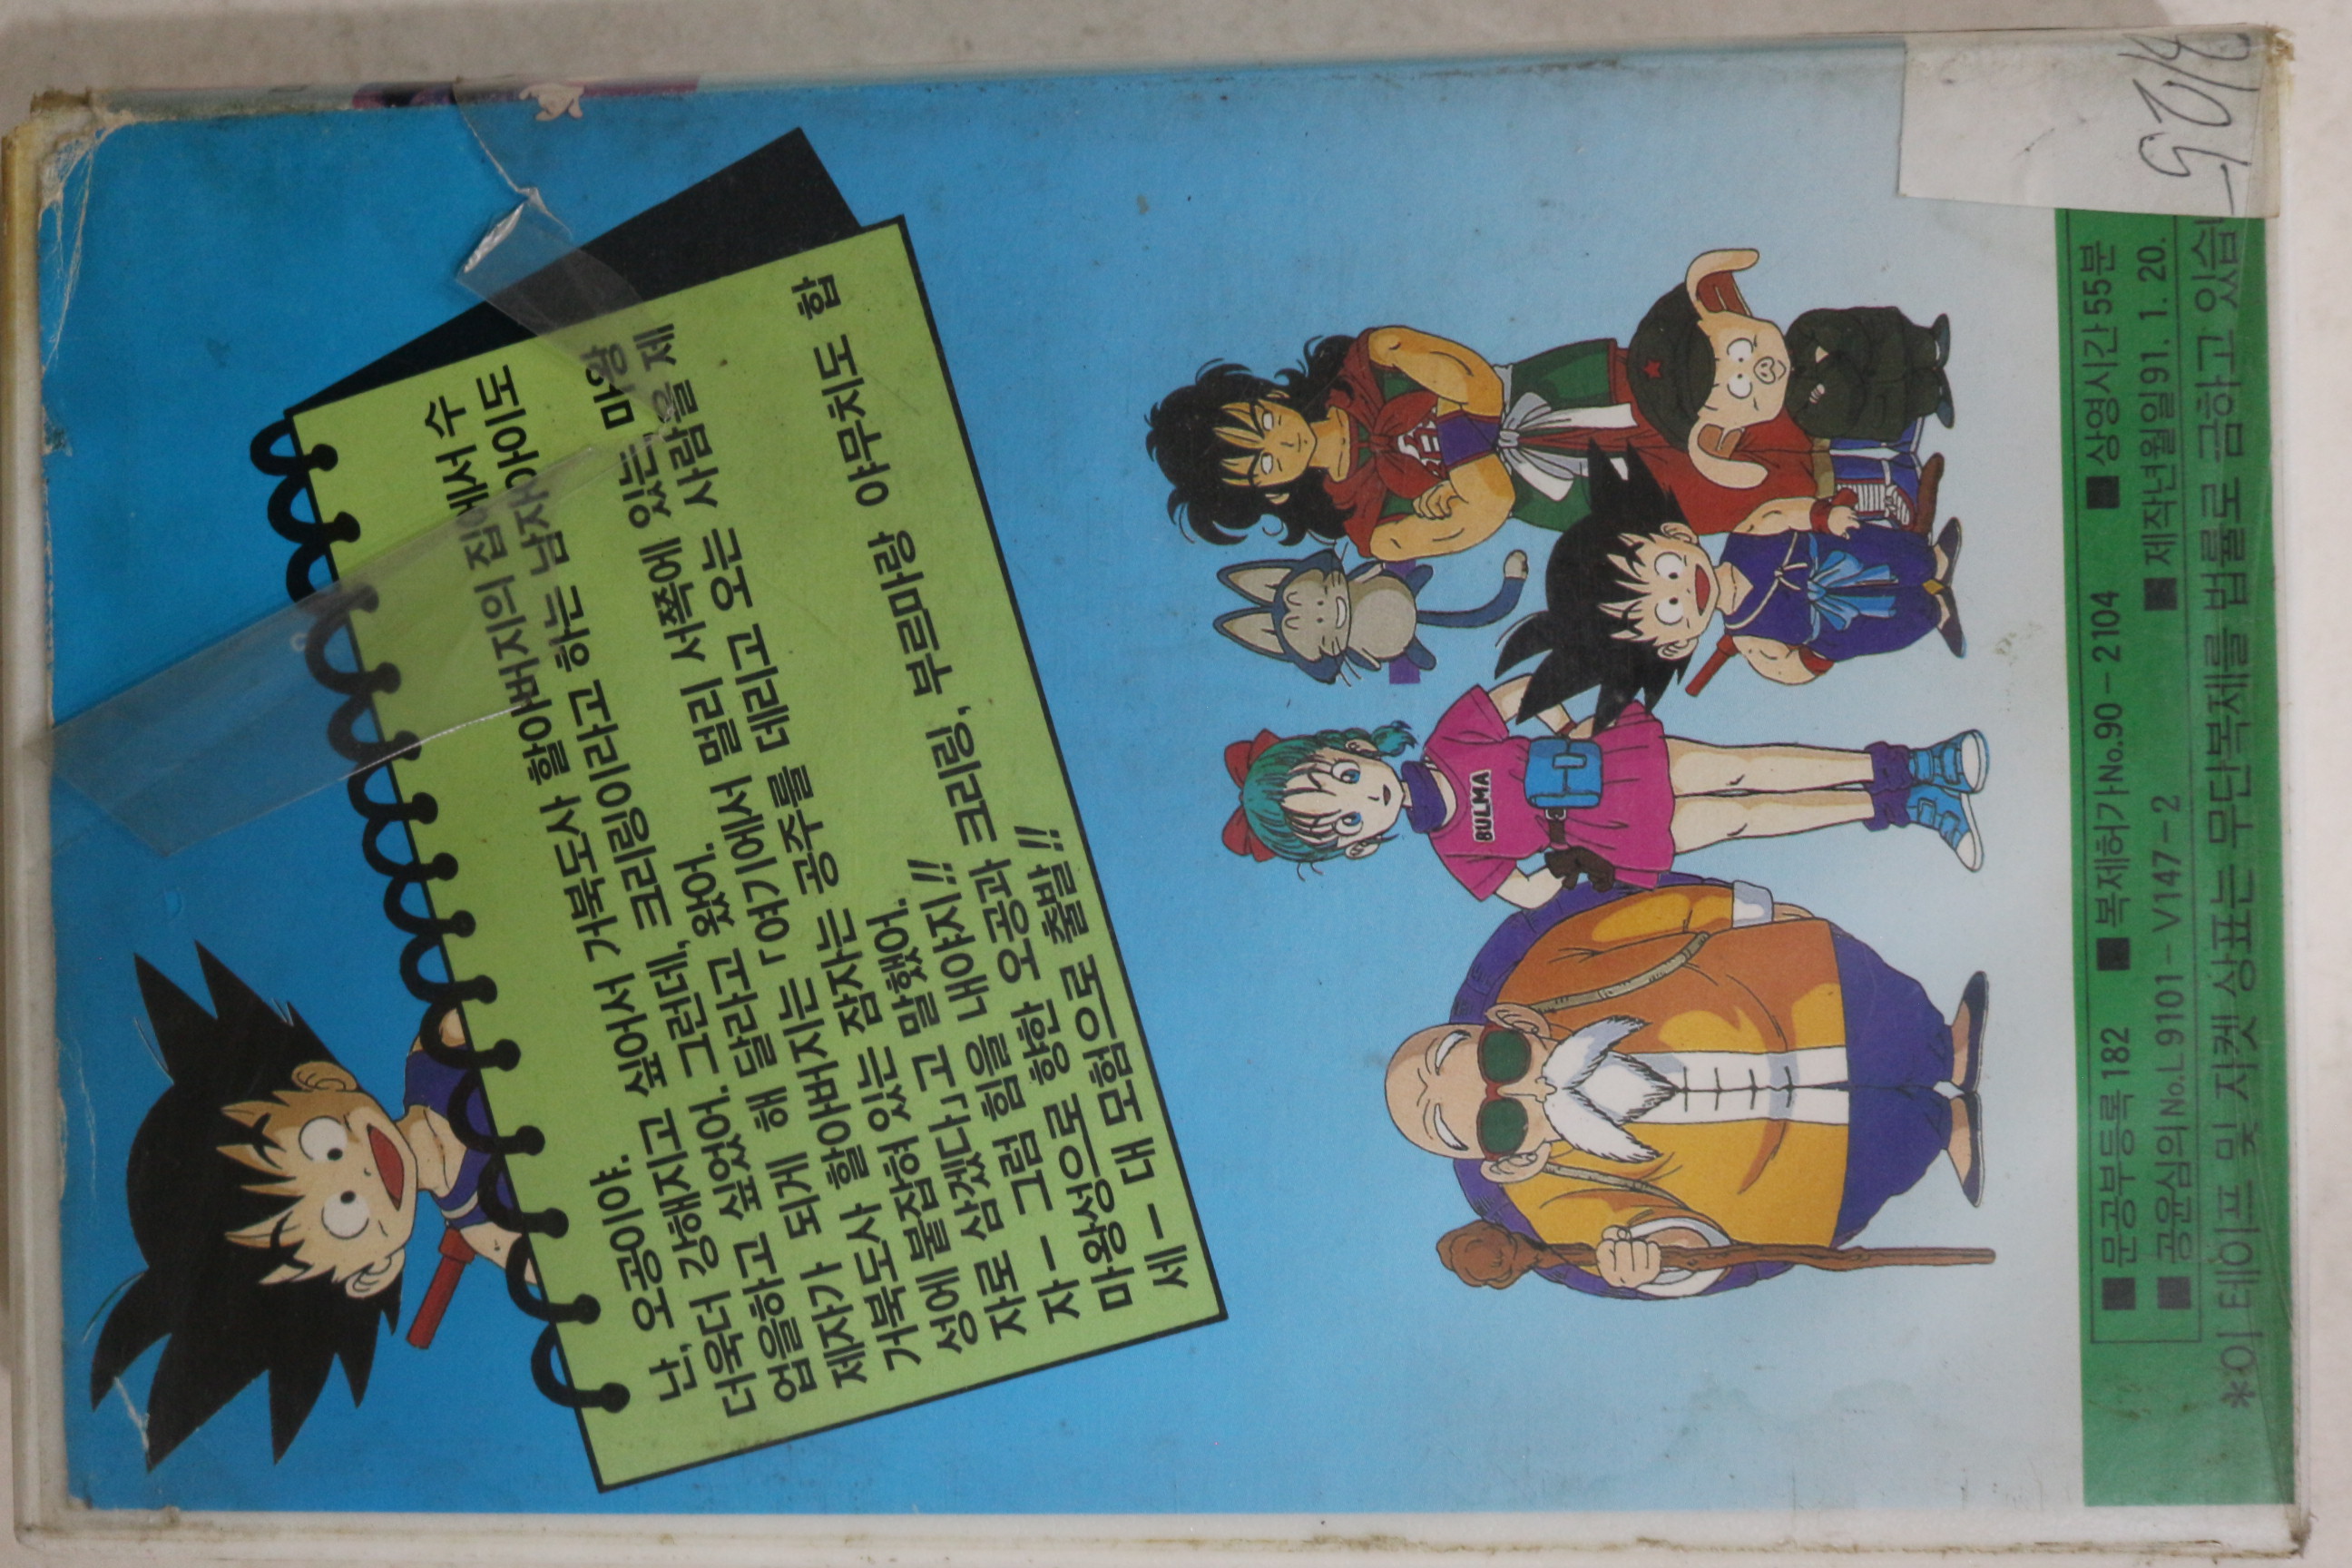 난, 오공이야.
더욱더 강해지고 싶어서 거북도사 할아버지의 집에서 수
업을하고 싶었어. 그런데, 크리링이라고 하는 남자아이도
제자가 되게 해 달라고 왔어.
거북도사 할아버지는 「여기에서 멀리 서쪽에 있는, 마왕
성에 붙잡혀 있는 잠자는 공주를 데리고 오는 사람을 제
자로 삼겠다」고 말했어.
자— 그럼 힘을 내야지!!
마왕성으로 향한 오공과 크리링, 부르마랑 야무치도 합
세— 대 모험으로 출발!!
BULMA
■문공부등록182 ■복제허가No.90-2104 ■상영시간55분
■공윤심의No.L9101-V147-2 ■제작년월일91. 1. 20.
*이 테이프 및 자켓 상표는 무단복제를 법률로 금하고 있습